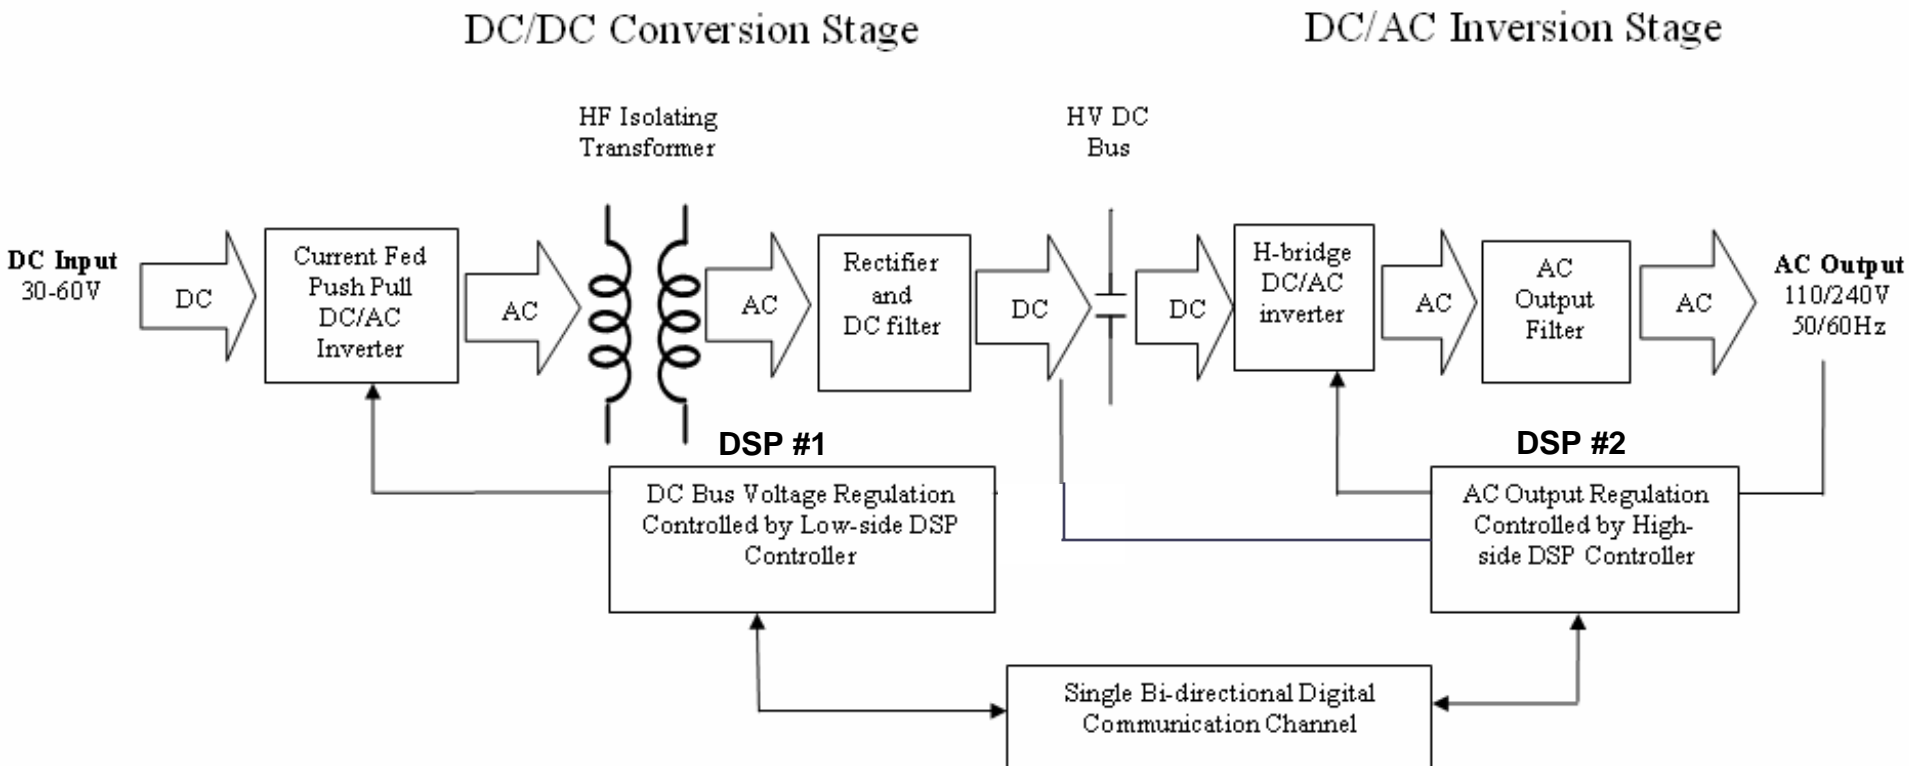 DC/DC Conversion Stage
DC/AC Inversion Stage
HF Isolating
Transformer
HV DC
Bus
DC Input
30-60V
DC
Current Fed
Push Pull
DC/AC
Inverter
AC
AC
Rectifier
and
DC filter
DC
DC
H-bridge
DC/AC
inverter
AC
AC
Output
Filter
AC
AC Output
110/240V
50/60Hz
DSP #1
DC Bus Voltage Regulation
Controlled by Low-side DSP
Controller
DSP #2
AC Output Regulation
Controlled by High-
side DSP Controller
Single Bi-directional Digital
Communication Channel